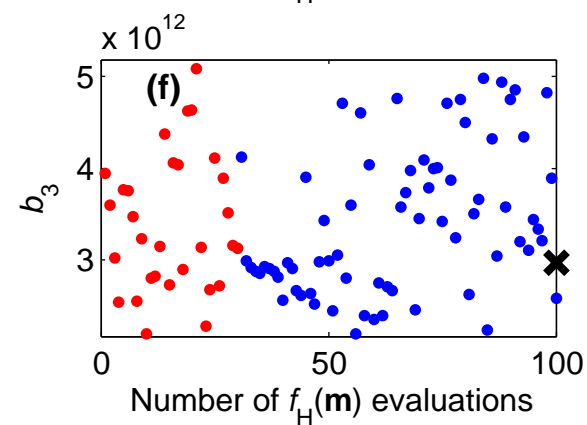 H
x 10^12
(f)
5
4
3
b_3
0 50 100
Number of f_H(m) evaluations